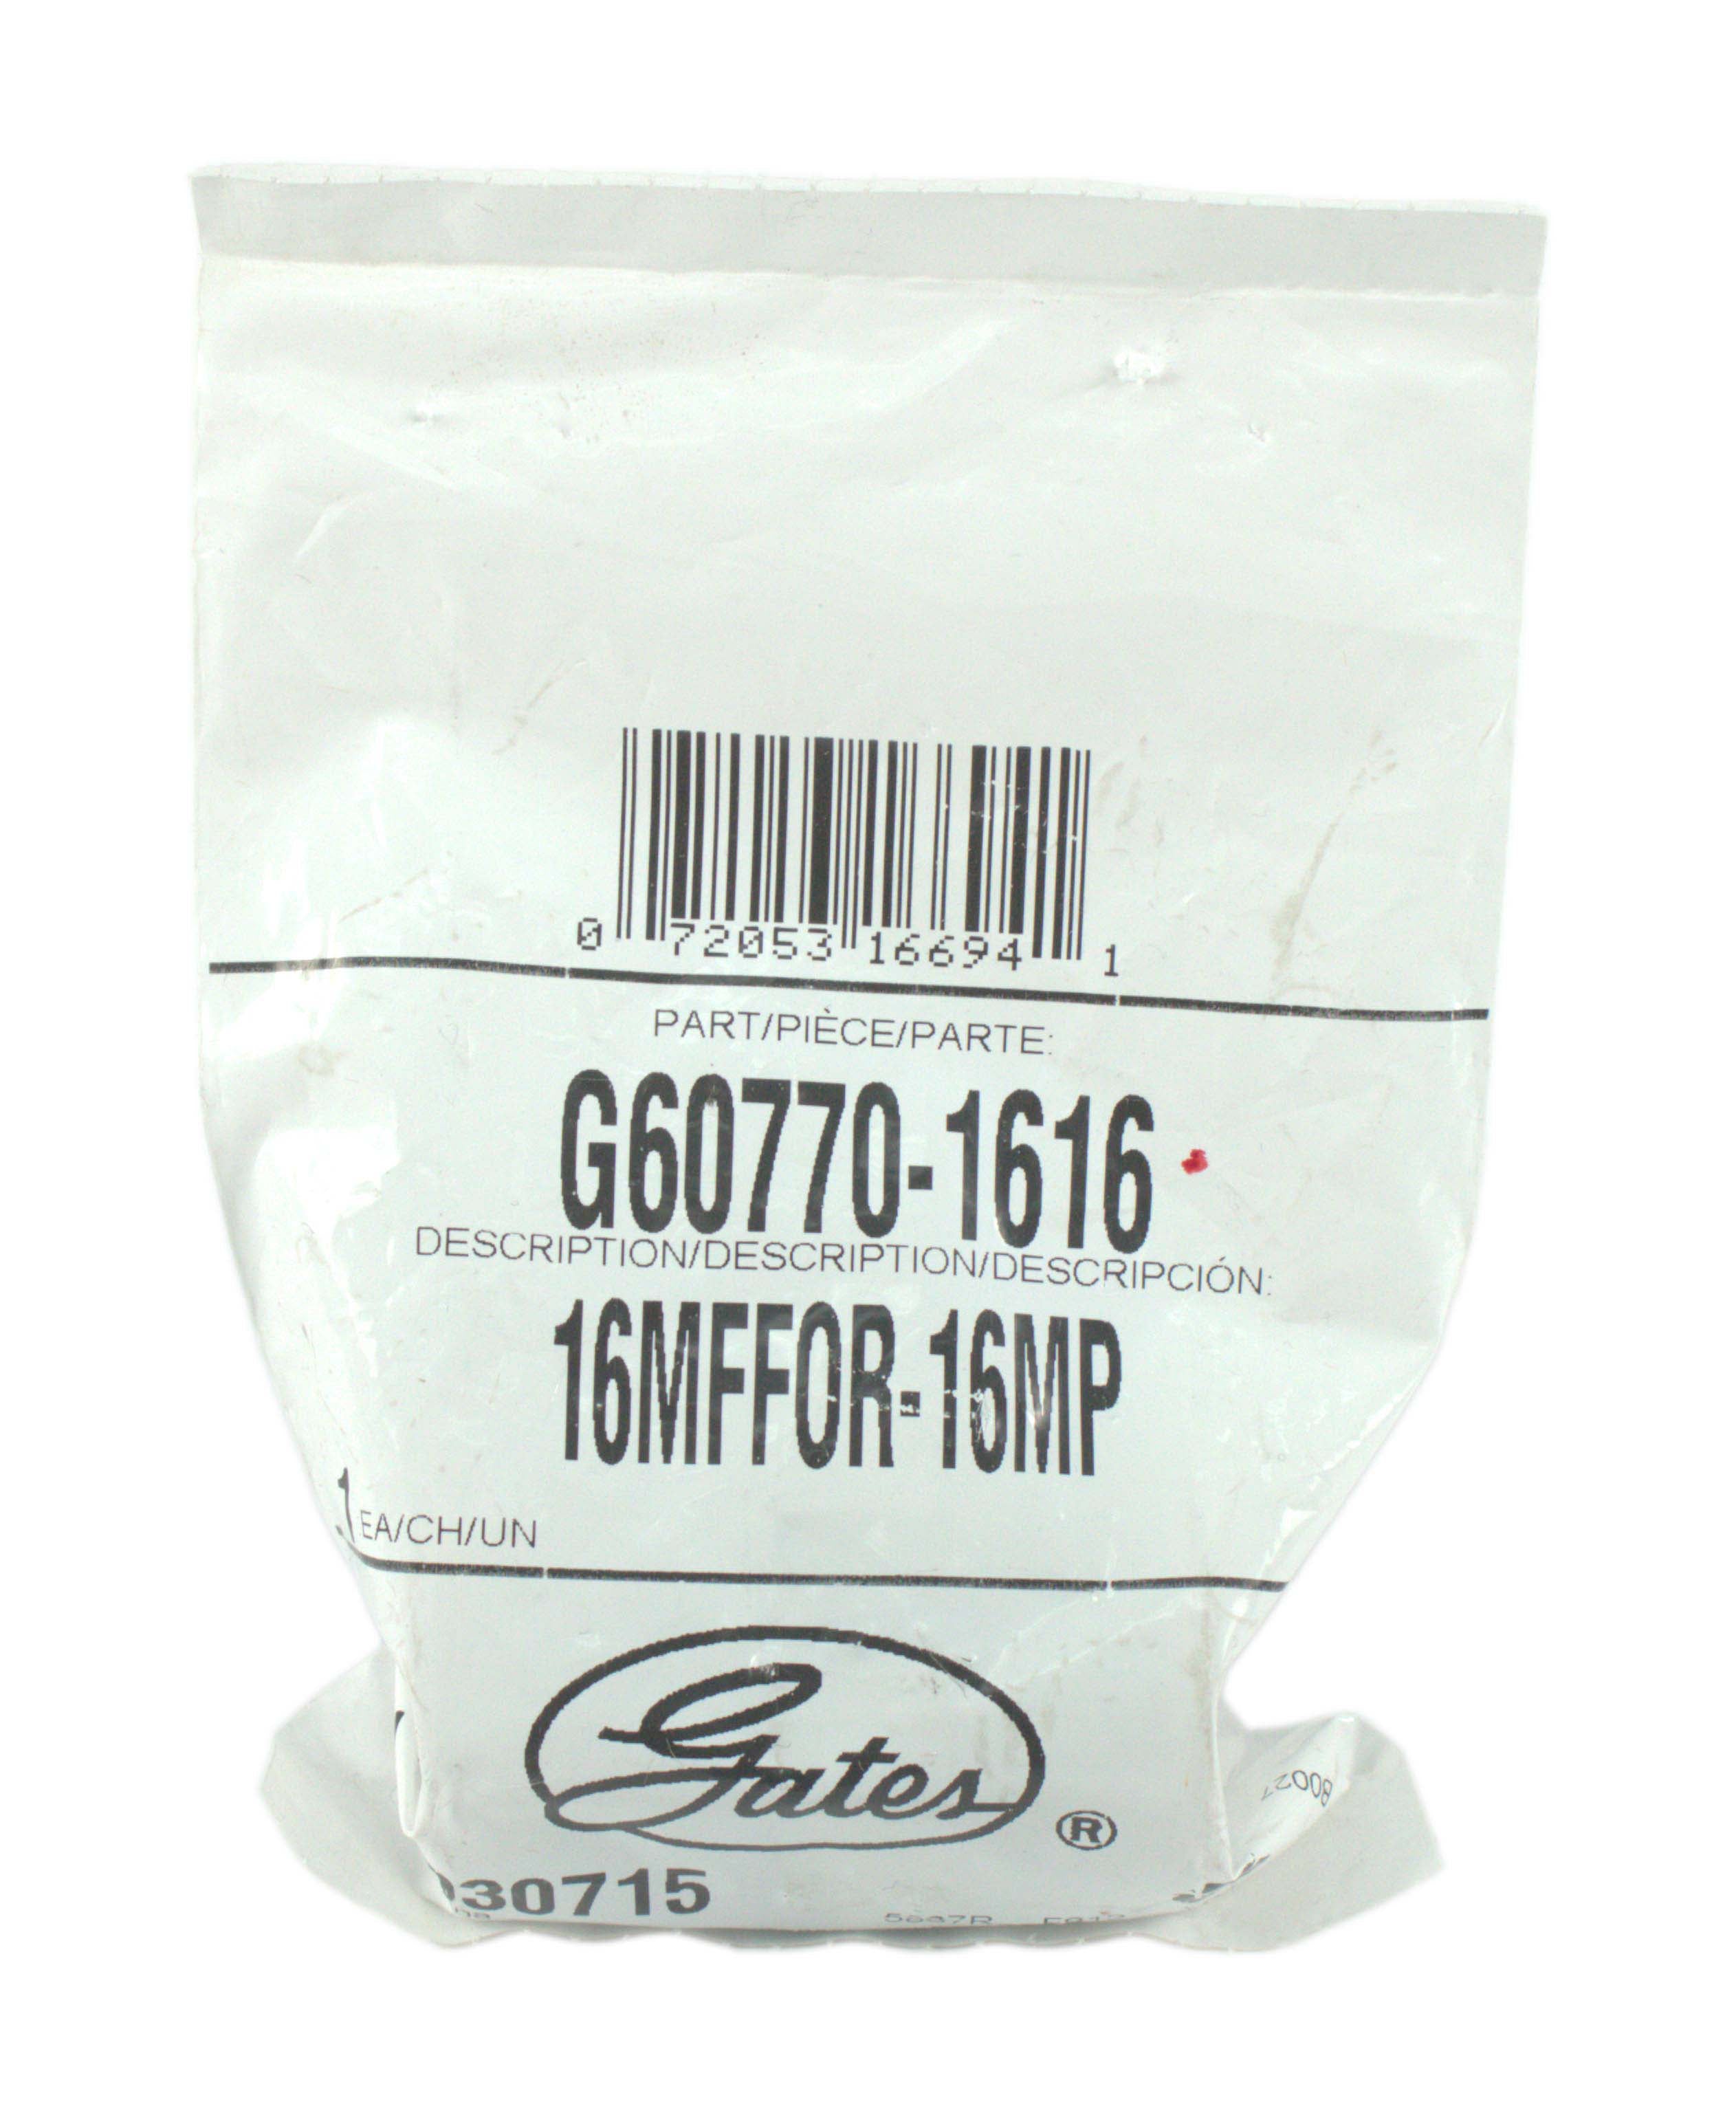 0 72053 16694 1
PART/PIÈCE/PARTE:
G60770-1616
DESCRIPTION/DESCRIPTION/DESCRIPCIÓN:
16MFFOR-16MP
1 EA/CH/UN
Gates ®
30715